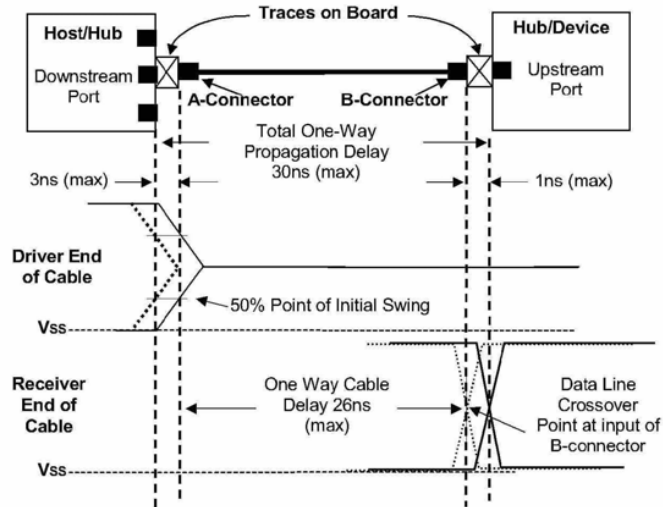 Traces on Board
Host/Hub
Hub/Device
Downstream
Port
Upstream
Port
A-Connector
B-Connector
Total One-Way
Propagation Delay
30ns (max)
3ns (max)
1ns (max)
Driver End
of Cable
50% Point of Initial Swing
VSS
Receiver
End of
Cable
One Way Cable
Delay 26ns
(max)
Data Line
Crossover
Point at input of
B-connector
VSS